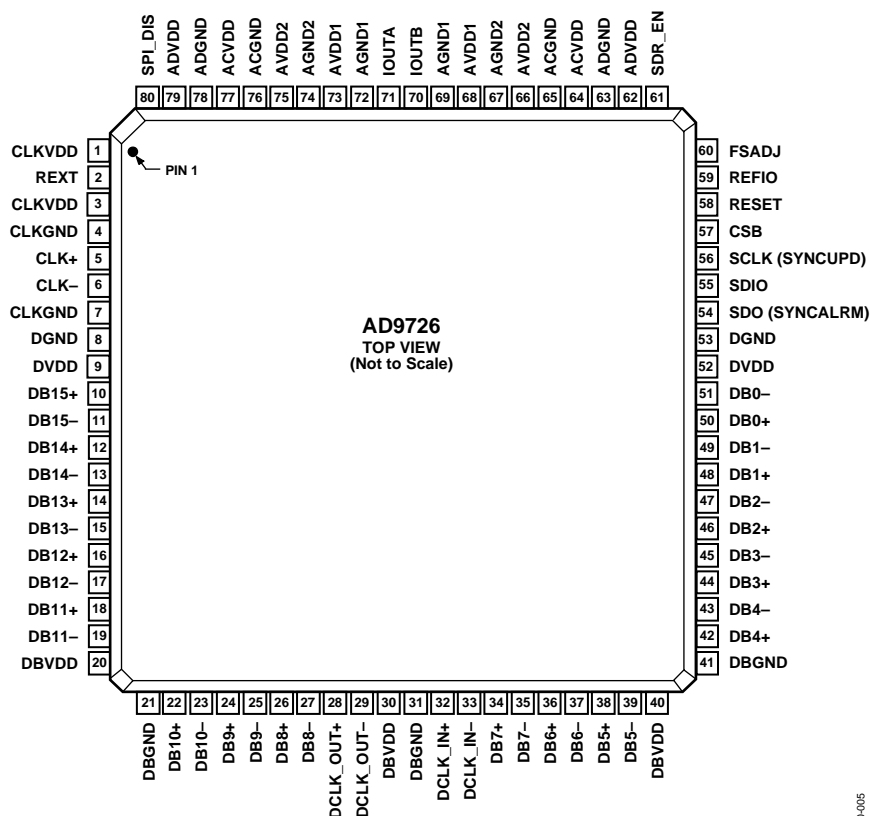 SPI_DIS
ADVDD
ADGND
ACVDD
ACGND
AVDD2
AGND2
AVDD1
AGND1
IOUTA
IOUTB
AGND1
AVDD1
AGND2
AVDD2
ACGND
ACVDD
ADGND
ADVDD
SDR_EN
80 79 78 77 76 75 74 73 72 71 70 69 68 67 66 65 64 63 62 61
CLKVDD 1
REXT 2
CLKVDD 3
CLKGND 4
CLK+ 5
CLK– 6
CLKGND 7
DGND 8
DVDD 9
DB15+ 10
DB15– 11
DB14+ 12
DB14– 13
DB13+ 14
DB13– 15
DB12+ 16
DB12– 17
DB11+ 18
DB11– 19
DBVDD 20
PIN 1
AD9726
TOP VIEW
(Not to Scale)
60 FSADJ
59 REFIO
58 RESET
57 CSB
56 SCLK (SYNCUPD)
55 SDIO
54 SDO (SYNCALRM)
53 DGND
52 DVDD
51 DB0–
50 DB0+
49 DB1–
48 DB1+
47 DB2–
46 DB2+
45 DB3–
44 DB3+
43 DB4–
42 DB4+
41 DBGND
21 22 23 24 25 26 27 28 29 30 31 32 33 34 35 36 37 38 39 40
DBGND
DB10+
DB10–
DB9+
DB9–
DB8+
DB8–
DCLK_OUT+
DCLK_OUT–
DBVDD
DBGND
DCLK_IN+
DCLK_IN–
DB7+
DB7–
DB6+
DB6–
DB5+
DB5–
DBVDD